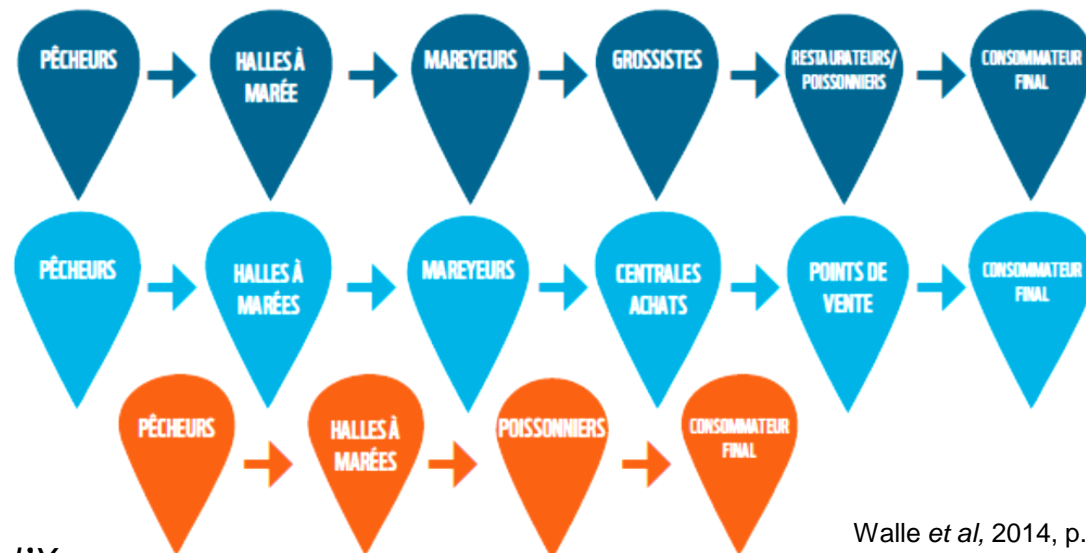 PÊCHEURS
HALLES À
MARÉE
MAREYEURS
GROSSISTES
RESTAURATEURS/
POISSONNIERS
CONSOMMATEUR
FINAL
PÊCHEURS
HALLES À
MARÉES
MAREYEURS
CENTRALES
ACHATS
POINTS DE
VENTE
CONSOMMATEUR
FINAL
PÊCHEURS
HALLES À
MARÉES
POISSONNIERS
CONSOMMATEUR
FINAL
Walle et al, 2014, p.